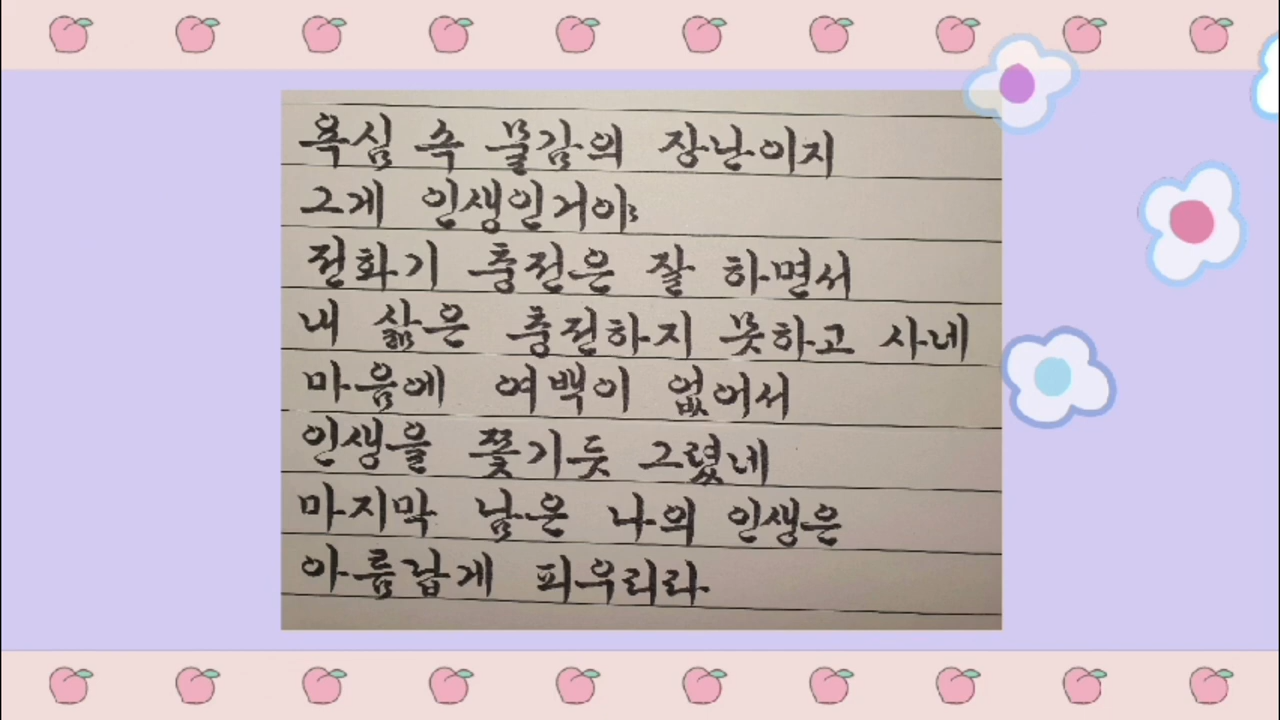 욕심 속 물감의 장난이지
그게 인생인거야
전화기 충전은 잘 하면서
내 삶은 충전하지 못하고 사네
마음에 여백이 없어서
인생을 쫓기듯 그렸네
마지막 남은 나의 인생은
아름답게 피우리라